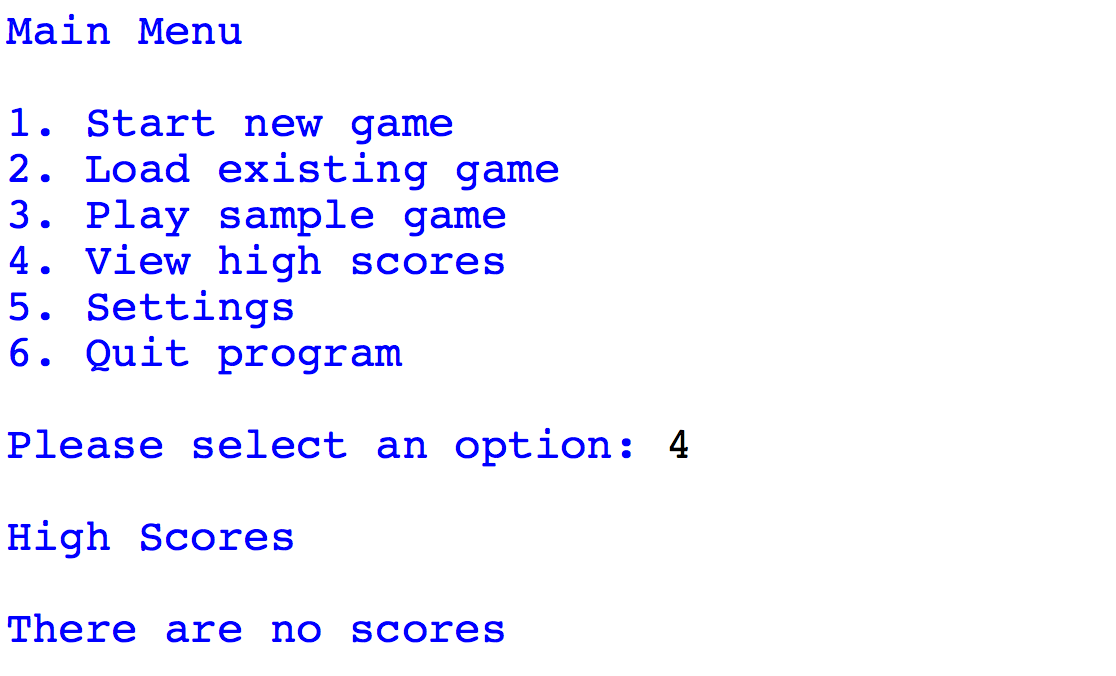 Main Menu
1. Start new game
2. Load existing game
3. Play sample game
4. View high scores
5. Settings
6. Quit program
Please select an option: 4
High Scores
There are no scores